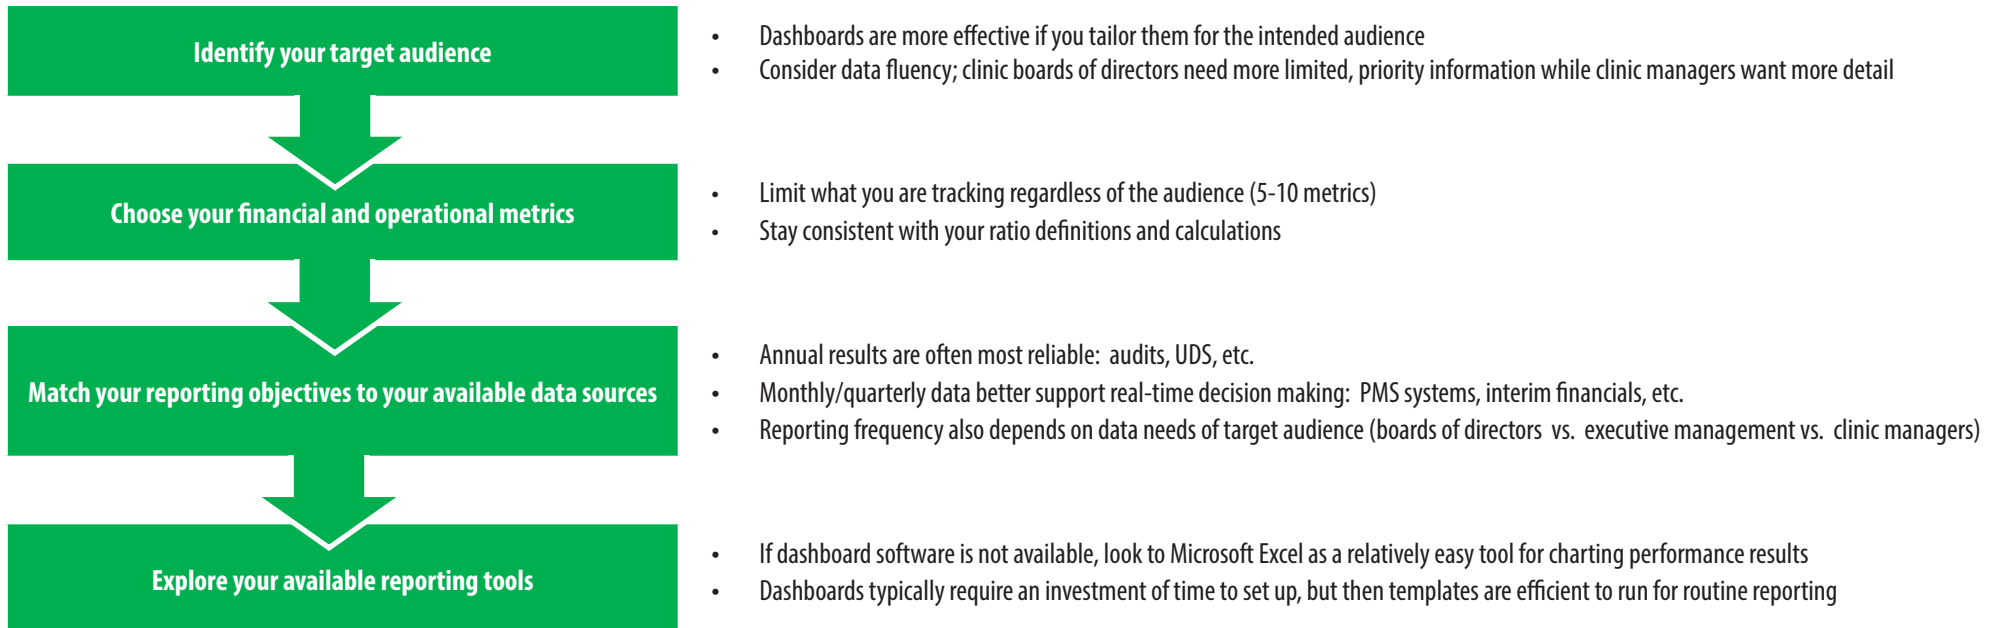 Identify your target audience
• Dashboards are more effective if you tailor them for the intended audience
• Consider data fluency; clinic boards of directors need more limited, priority information while clinic managers want more detail
Choose your financial and operational metrics
• Limit what you are tracking regardless of the audience (5-10 metrics)
• Stay consistent with your ratio definitions and calculations
Match your reporting objectives to your available data sources
• Annual results are often most reliable: audits, UDS, etc.
• Monthly/quarterly data better support real-time decision making: PMS systems, interim financials, etc.
• Reporting frequency also depends on data needs of target audience (boards of directors vs. executive management vs. clinic managers)
Explore your available reporting tools
• If dashboard software is not available, look to Microsoft Excel as a relatively easy tool for charting performance results
• Dashboards typically require an investment of time to set up, but then templates are efficient to run for routine reporting